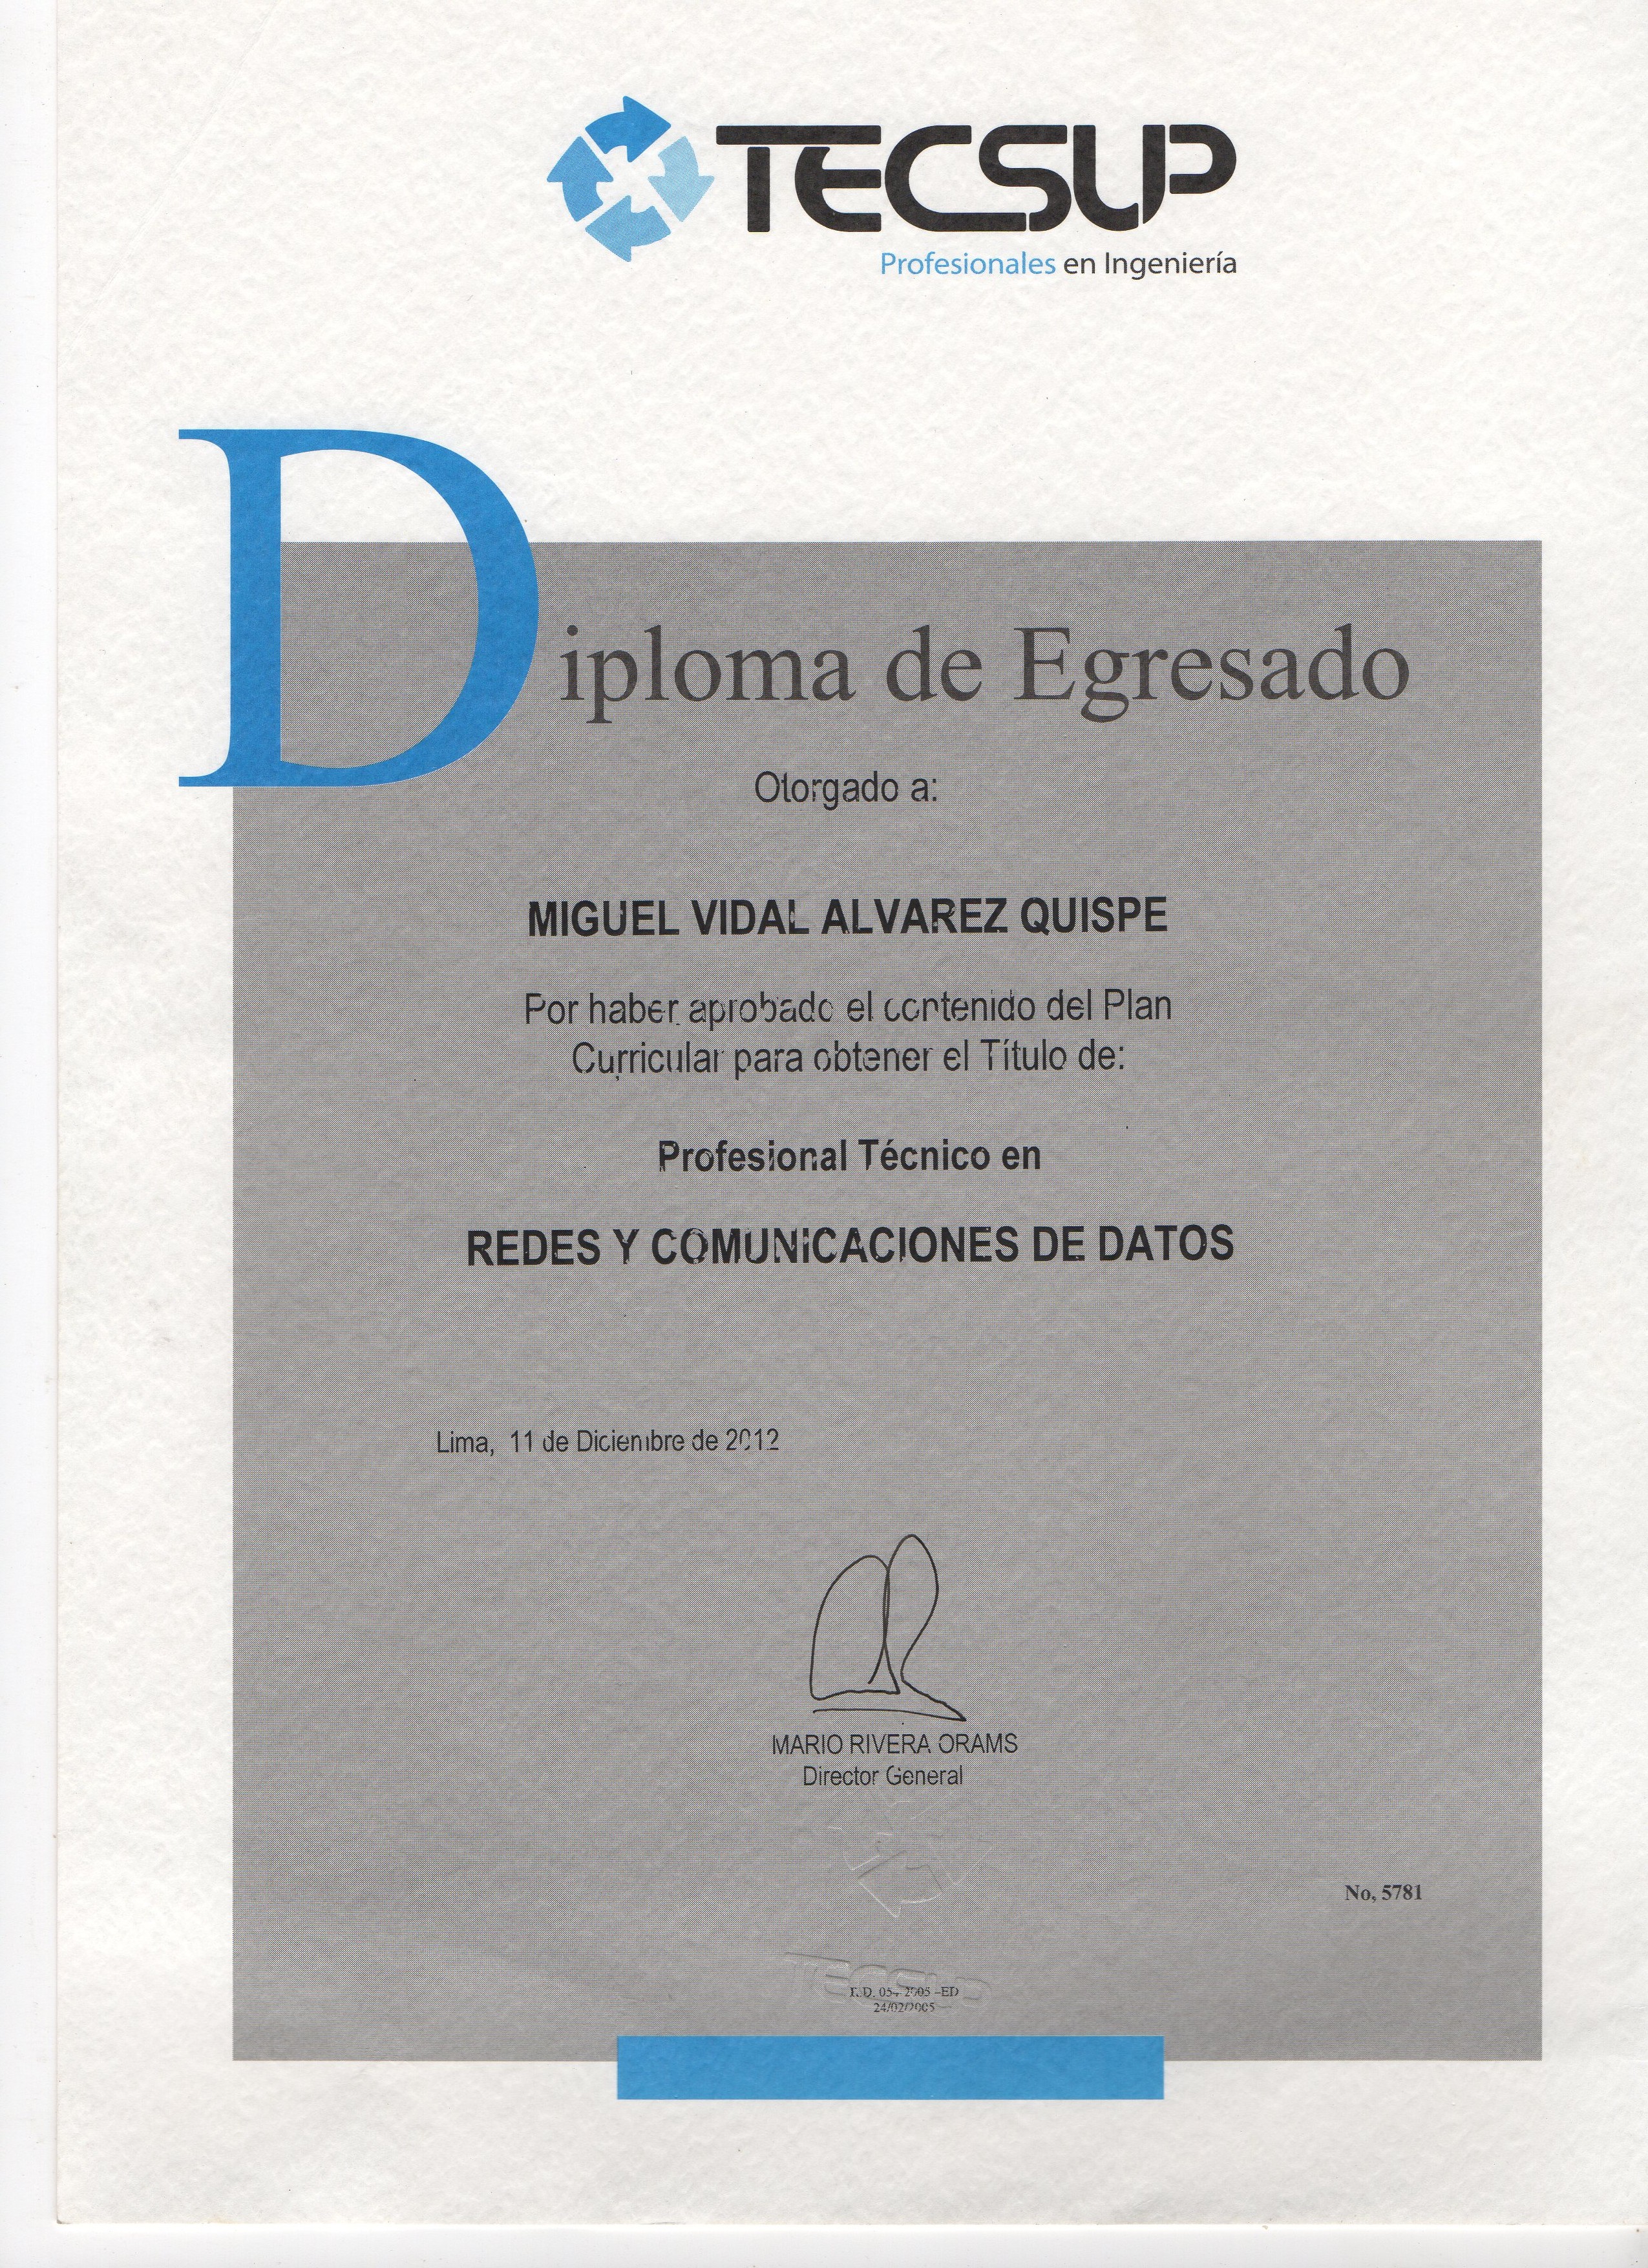 TECSUP
Profesionales en Ingeniería
Diploma de Egresado
Otorgado a:
MIGUEL VIDAL ALVAREZ QUISPE
Por haber aprobado el contenido del Plan
Curricular para obtener el Título de:
Profesional Técnico en
REDES Y COMUNICACIONES DE DATOS
Lima, 11 de Diciembre de 2012
MARIO RIVERA ORAMS
Director General
No, 5781
TECSUP
2005 -ED
24/02/2005